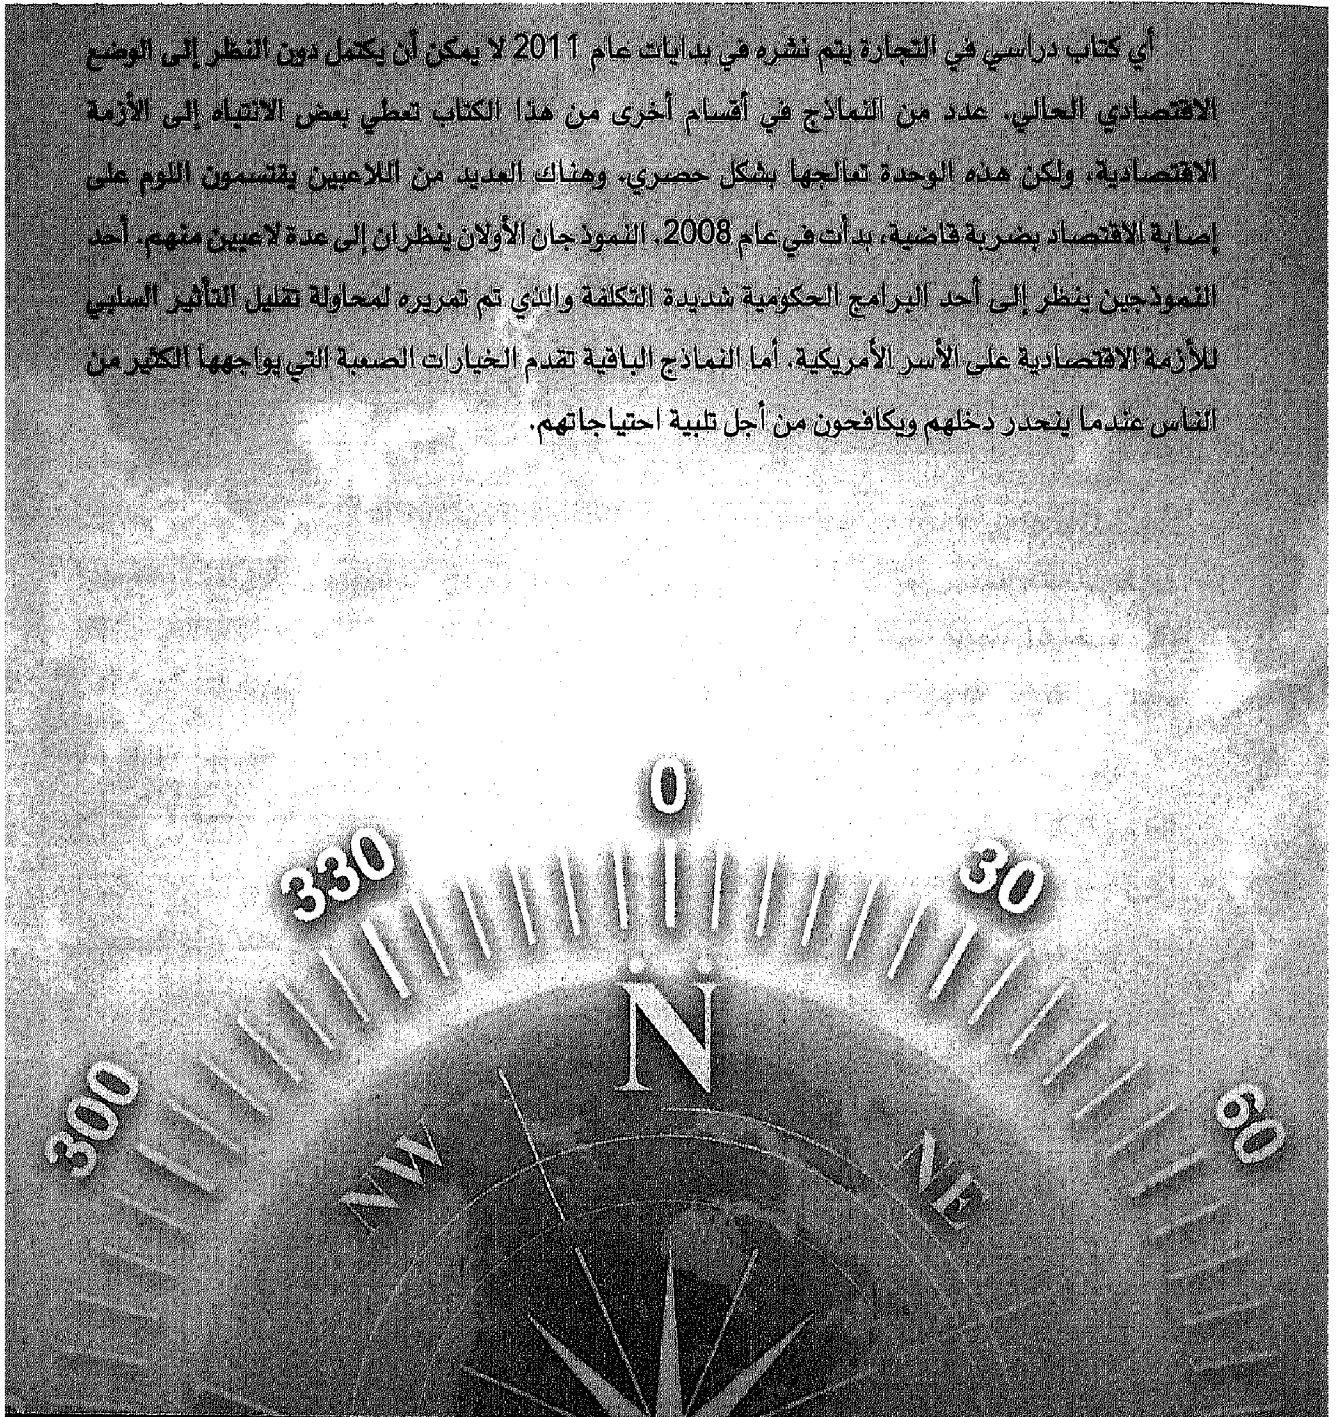 أي كتاب دراسي في التجارة يتم نشره في بدايات عام 2011 لا يمكن أن يكتمل دون النظر إلى الوضع
الاقتصادي الحالي. عدد من النماذج في أقسام أخرى من هذا الكتاب تعطي بعض الانتباه إلى الأزمة
الاقتصادية، ولكن هذه الوحدة تعالجها بشكل حصري. وهناك العديد من اللاعبين يقتسمون اللوم على
إصابة الاقتصاد بضربة قاضية، بدأت في عام 2008. النموذجان الأولان ينظران إلى عدة لاعبين منهم. أحد
النموذجين ينظر إلى أحد البرامج الحكومية شديدة التكلفة والذي تم تمريره لمحاولة تقليل التأثير السلبي
للأزمة الاقتصادية على الأسر الأمريكية. أما النماذج الباقية تقدم الخيارات الصعبة التي يواجهها الكثير من
الناس عندما ينحدر دخلهم ويكافحون من أجل تلبية احتياجاتهم.
0
330
30
N
300
60
NW
NE